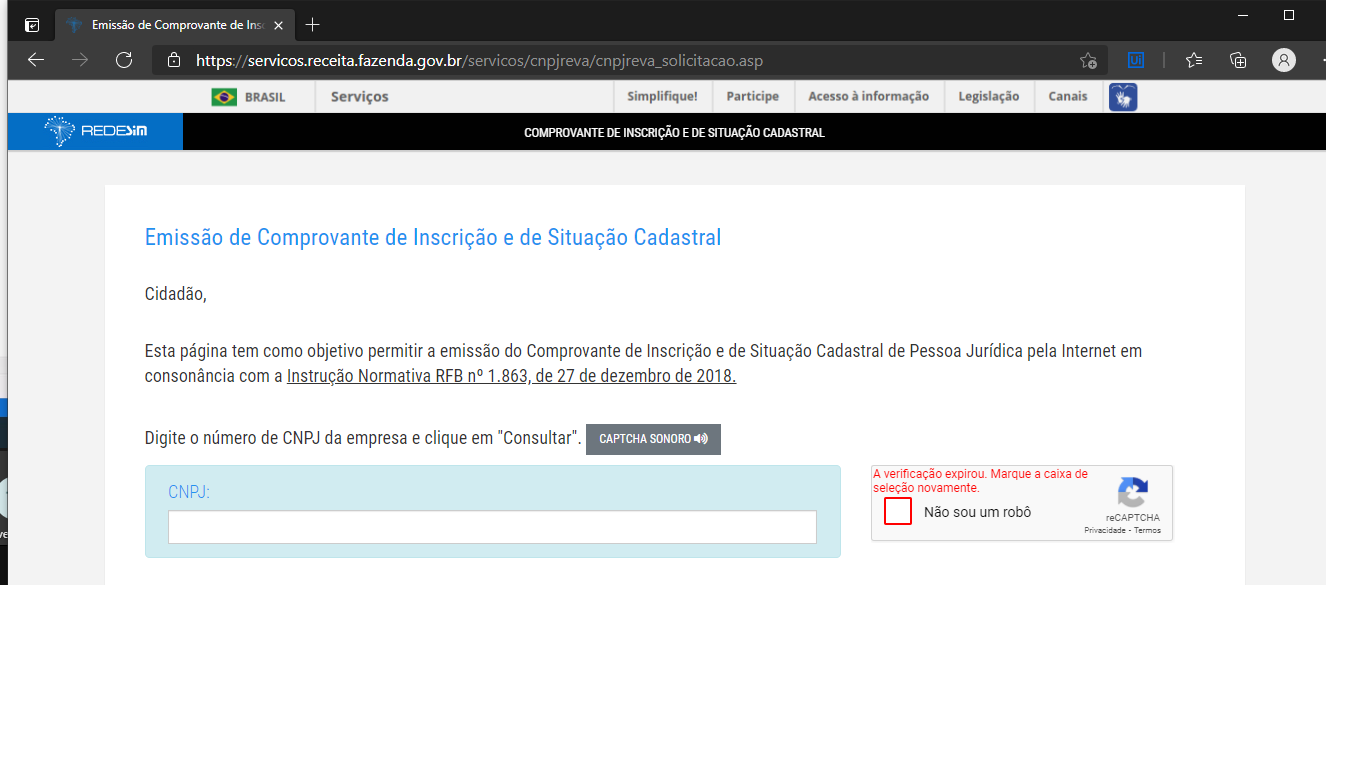 Emissão de Comprovante de Insc
https://servicos.receita.fazenda.gov.br/servicos/cnpjreva/cnpjreva_solicitacao.asp
BRASIL Serviços Simplifique! Participe Acesso à informação Legislação Canais
REDESIM COMPROVANTE DE INSCRIÇÃO E DE SITUAÇÃO CADASTRAL
Emissão de Comprovante de Inscrição e de Situação Cadastral
Cidadão,
Esta página tem como objetivo permitir a emissão do Comprovante de Inscrição e de Situação Cadastral de Pessoa Jurídica pela Internet em
consonância com a Instrução Normativa RFB nº 1.863, de 27 de dezembro de 2018.
Digite o número de CNPJ da empresa e clique em "Consultar". CAPTCHA SONORO
CNPJ:
A verificação expirou. Marque a caixa de
seleção novamente.
Não sou um robô
reCAPTCHA
Privacidade - Termos